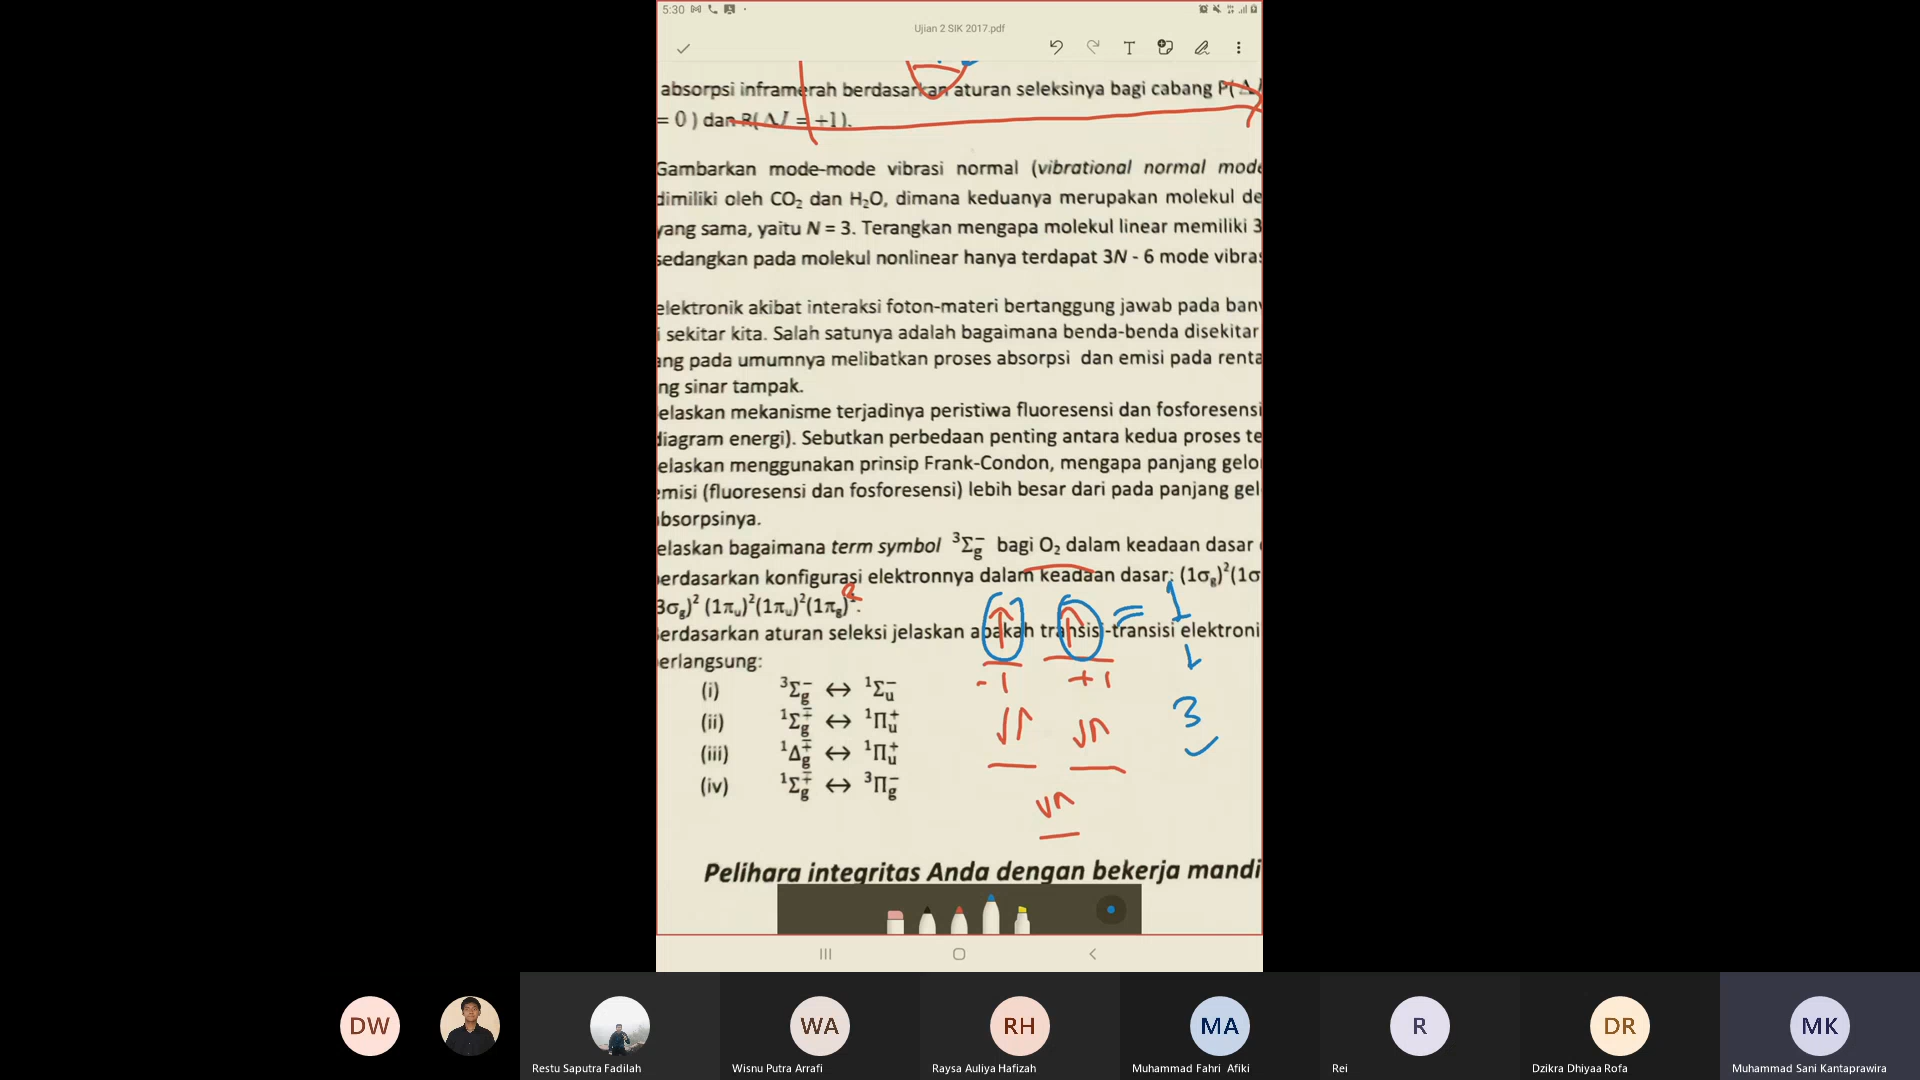 5:30
Ujian 2 SIK 2017.pdf
T
absorpsi inframerah berdasarkan aturan seleksinya bagi cabang P(Δ
= 0 ) dan R(ΔJ = +1).
Gambarkan mode-mode vibrasi normal (vibrational normal mode
dimiliki oleh CO₂ dan H₂O, dimana keduanya merupakan molekul de
yang sama, yaitu N = 3. Terangkan mengapa molekul linear memiliki 3
sedangkan pada molekul nonlinear hanya terdapat 3N - 6 mode vibras
elektronik akibat interaksi foton-materi bertanggung jawab pada bany
i sekitar kita. Salah satunya adalah bagaimana benda-benda disekitar
ang pada umumnya melibatkan proses absorpsi dan emisi pada renta
ng sinar tampak.
elaskan mekanisme terjadinya peristiwa fluoresensi dan fosforesensi
diagram energi). Sebutkan perbedaan penting antara kedua proses te
elaskan menggunakan prinsip Frank-Condon, mengapa panjang gelo
emisi (fluoresensi dan fosforesensi) lebih besar dari pada panjang gel
absorpsinya.
elaskan bagaimana term symbol ³Σg⁻ bagi O₂ dalam keadaan dasar
berdasarkan konfigurasi elektronnya dalam keadaan dasar: (1σg)²(1σ
3σg)² (1πu)²(1πu)²(1πg)².
2
Berdasarkan aturan seleksi jelaskan apakah transisi-transisi elektroni
berlangsung:
(i) ³Σg⁻ ↔ ¹Σu⁻
(ii) ¹Σg∓ ↔ ¹Πu⁺
(iii) ¹Δg∓ ↔ ¹Πu⁺
(iv) ¹Σg∓ ↔ ³Πg⁻
= 1
-1 +1
3
Pelihara integritas Anda dengan bekerja mandi
DW
WA
RH
MA
R
DR
MK
Restu Saputra Fadilah
Wisnu Putra Arrafi
Raysa Auliya Hafizah
Muhammad Fahri Afiki
Rei
Dzikra Dhiyaa Rofa
Muhammad Sani Kantaprawira